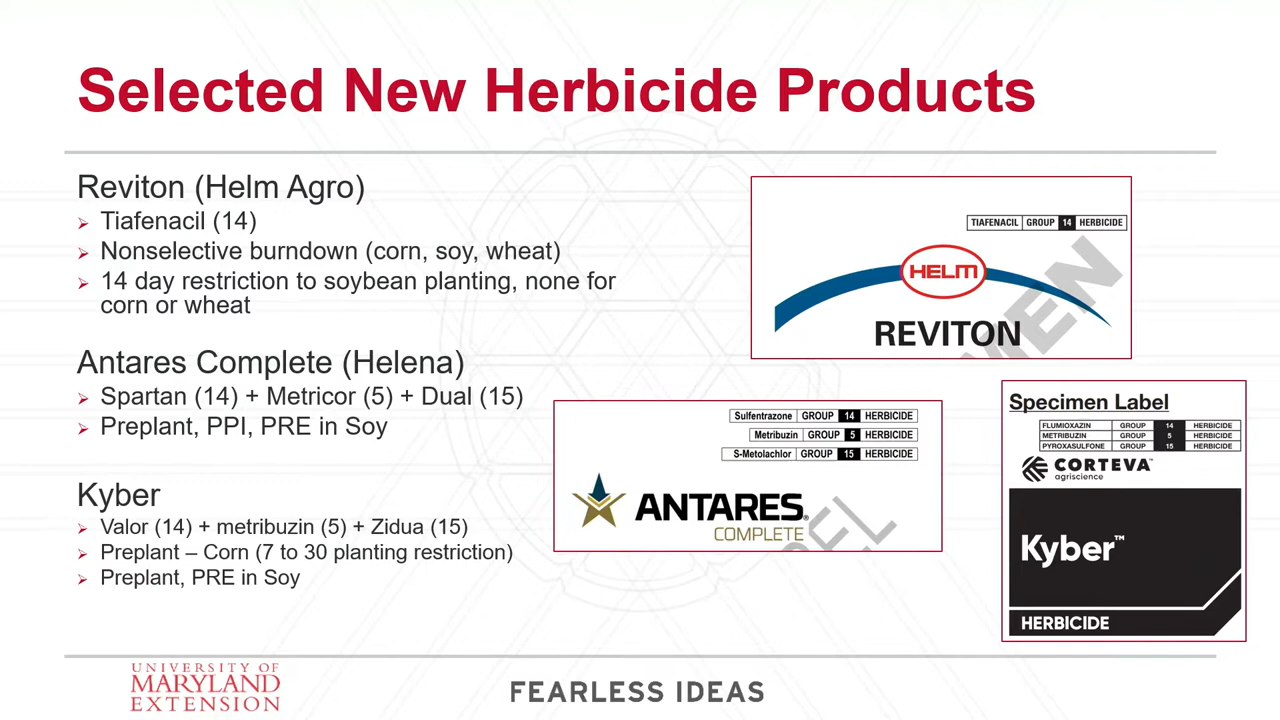 Selected New Herbicide Products
Reviton (Helm Agro)
➢ Tiafenacil (14)
➢ Nonselective burndown (corn, soy, wheat)
➢ 14 day restriction to soybean planting, none for
corn or wheat
Antares Complete (Helena)
➢ Spartan (14) + Metricor (5) + Dual (15)
➢ Preplant, PPI, PRE in Soy
Kyber
➢ Valor (14) + metribuzin (5) + Zidua (15)
➢ Preplant – Corn (7 to 30 planting restriction)
➢ Preplant, PRE in Soy
TIAFENACIL GROUP 14 HERBICIDE
HELM
REVITON
MEN
Sulfentrazone GROUP 14 HERBICIDE
Metribuzin GROUP 5 HERBICIDE
S-Metolachlor GROUP 15 HERBICIDE
ANTARES®
COMPLETE
EL
Specimen Label
FLUMIOXAZIN GROUP 14 HERBICIDE
METRIBUZIN GROUP 5 HERBICIDE
PYROXASULFONE GROUP 15 HERBICIDE
CORTEVA™
agriscience
Kyber™
HERBICIDE
UNIVERSITY OF
MARYLAND
EXTENSION
FEARLESS IDEAS